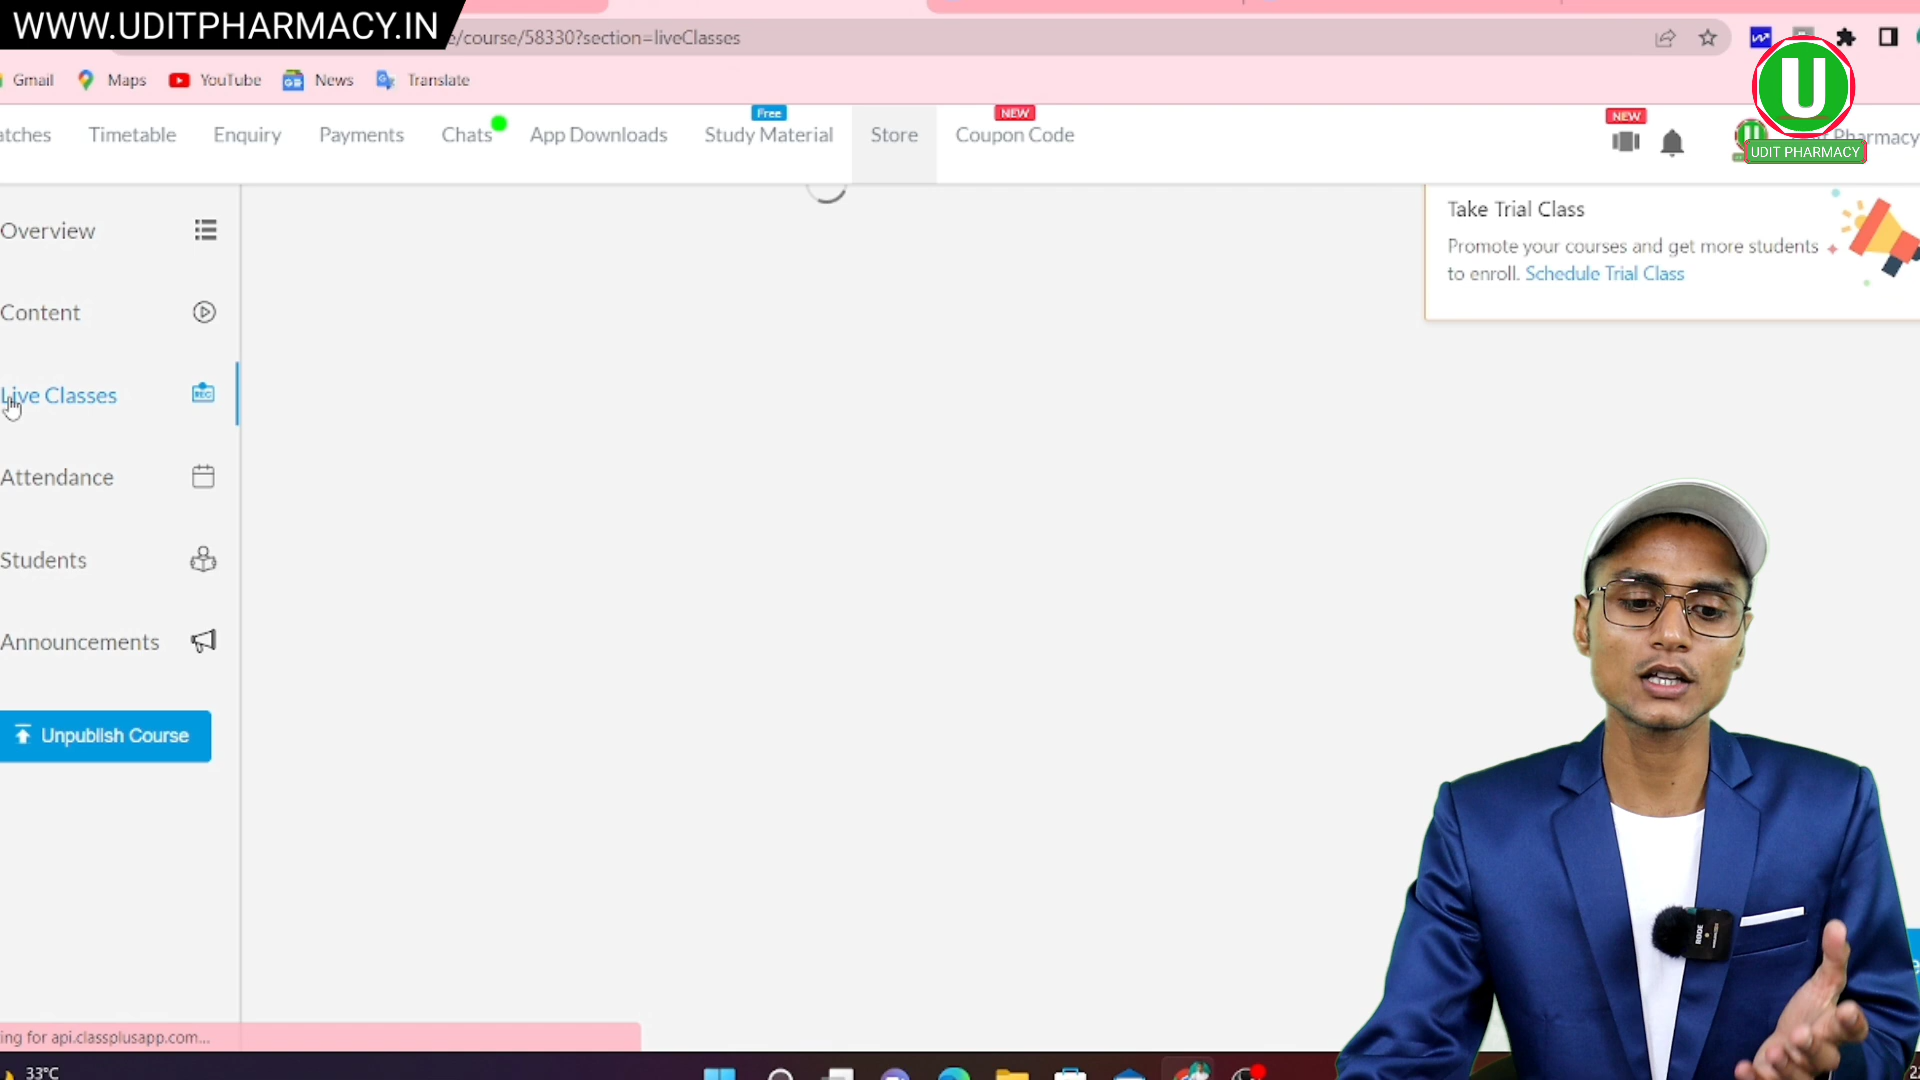 WWW.UDITPHARMACY.IN
e/course/58330?section=liveClasses
Gmail Maps YouTube News Translate
atches Timetable Enquiry Payments Chats App Downloads Free Study Material Store NEW Coupon Code NEW
U
Pharmacy
UDIT PHARMACY
Overview
Content
Live Classes
REC
Attendance
Students
Announcements
Unpublish Course
Take Trial Class
Promote your courses and get more students
to enroll. Schedule Trial Class
RODE
ing for api.classplusapp.com...
33°C